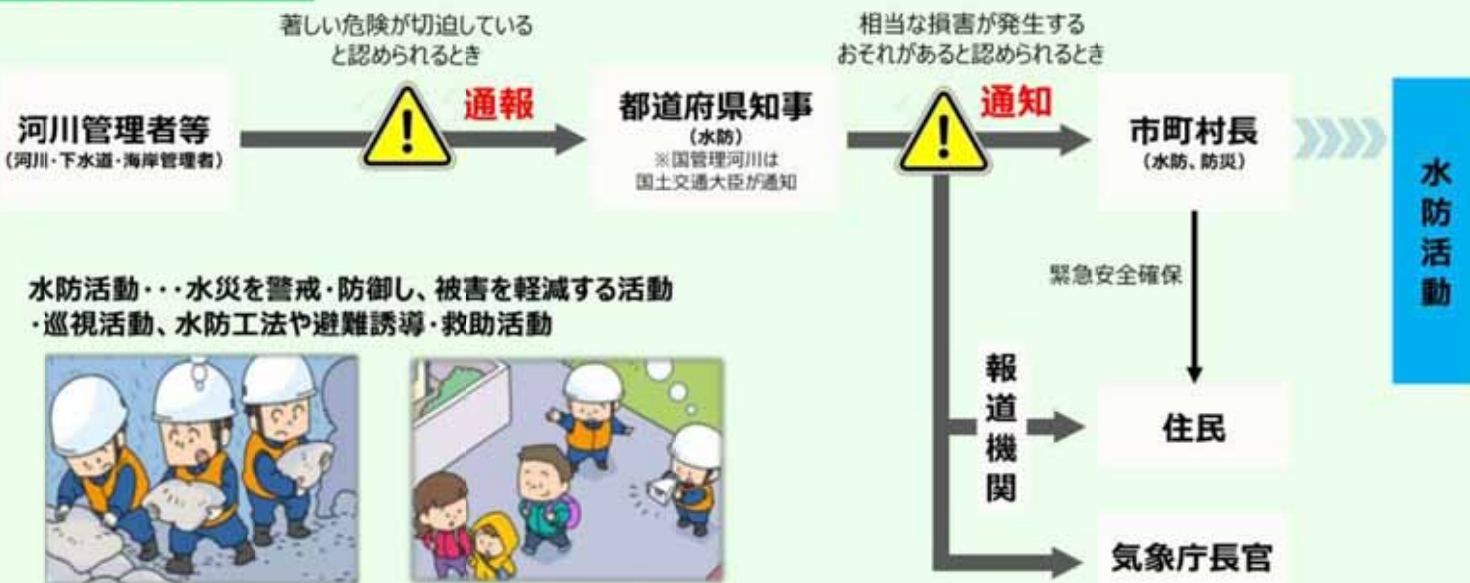 著しい危険が切迫している
と認められるとき
相当な損害が発生する
おそれがあると認められるとき
河川管理者等
(河川・下水道・海岸管理者)
通報
都道府県知事
(水防)
※国管理河川は
国土交通大臣が通知
通知
市町村長
(水防、防災)
水防活動
緊急安全確保
水防活動・・・水災を警戒・防御し、被害を軽減する活動
・巡視活動、水防工法や避難誘導・救助活動
報道機関
住民
気象庁長官